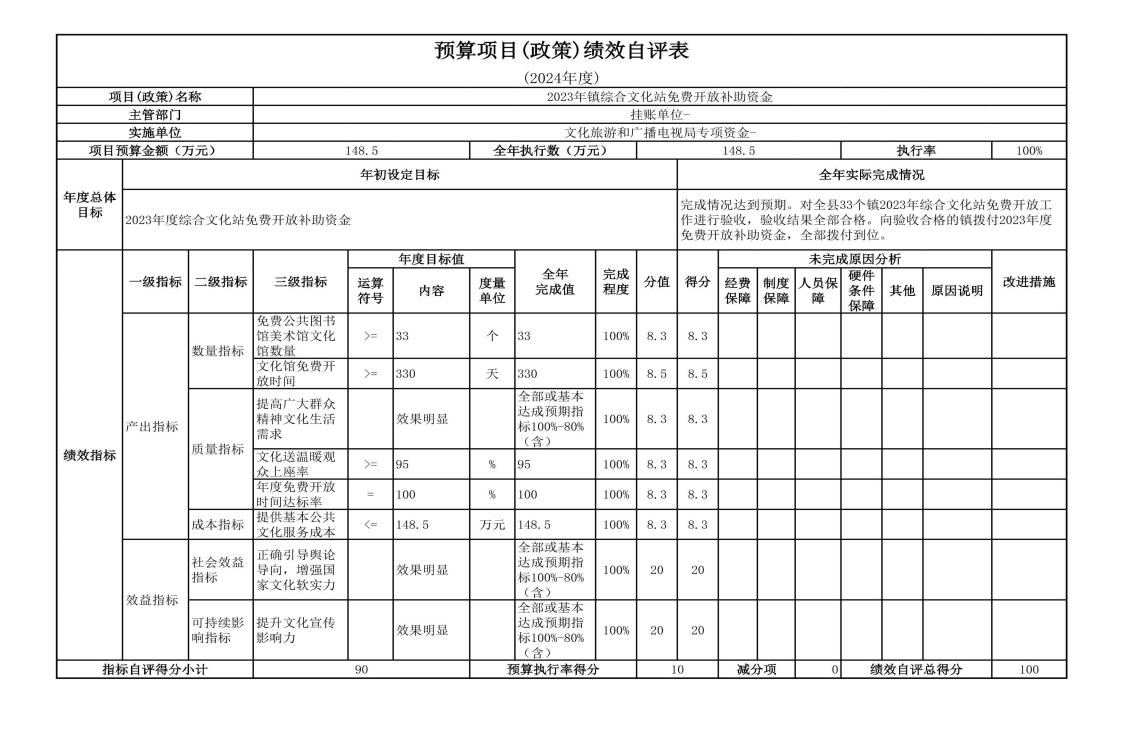 预算项目(政策)绩效自评表
(2024年度)
项目(政策)名称 2023年镇综合文化站免费开放补助资金
主管部门 挂账单位-
实施单位 文化旅游和广播电视局专项资金-
项目预算金额（万元） 148.5 全年执行数（万元） 148.5 执行率 100%
年度总体
目标
年初设定目标 全年实际完成情况
2023年度综合文化站免费开放补助资金
完成情况达到预期。对全县33个镇2023年综合文化站免费开放工
作进行验收，验收结果全部合格。向验收合格的镇拨付2023年度
免费开放补助资金，全部拨付到位。
绩效指标
一级指标 二级指标 三级指标
年度目标值
运算
符号
内容
度量
单位
全年
完成值
完成
程度
分值 得分
未完成原因分析
经费
保障
制度
保障
人员保
障
硬件
条件
保障
其他 原因说明
改进措施
产出指标
数量指标
免费公共图书
馆美术馆文化
馆数量
>= 33 个 33 100% 8.3 8.3
文化馆免费开
放时间
>= 330 天 330 100% 8.5 8.5
质量指标
提高广大群众
精神文化生活
需求
效果明显
全部或基本
达成预期指
标100%-80%
（含）
100% 8.3 8.3
文化送温暖观
众上座率
>= 95 % 95 100% 8.3 8.3
年度免费开放
时间达标率
= 100 % 100 100% 8.3 8.3
成本指标
提供基本公共
文化服务成本
<= 148.5 万元 148.5 100% 8.3 8.3
效益指标
社会效益
指标
正确引导舆论
导向，增强国
家文化软实力
效果明显
全部或基本
达成预期指
标100%-80%
（含）
100% 20 20
可持续影
响指标
提升文化宣传
影响力
效果明显
全部或基本
达成预期指
标100%-80%
（含）
100% 20 20
指标自评得分小计 90 预算执行率得分 10 减分项 0 绩效自评总得分 100